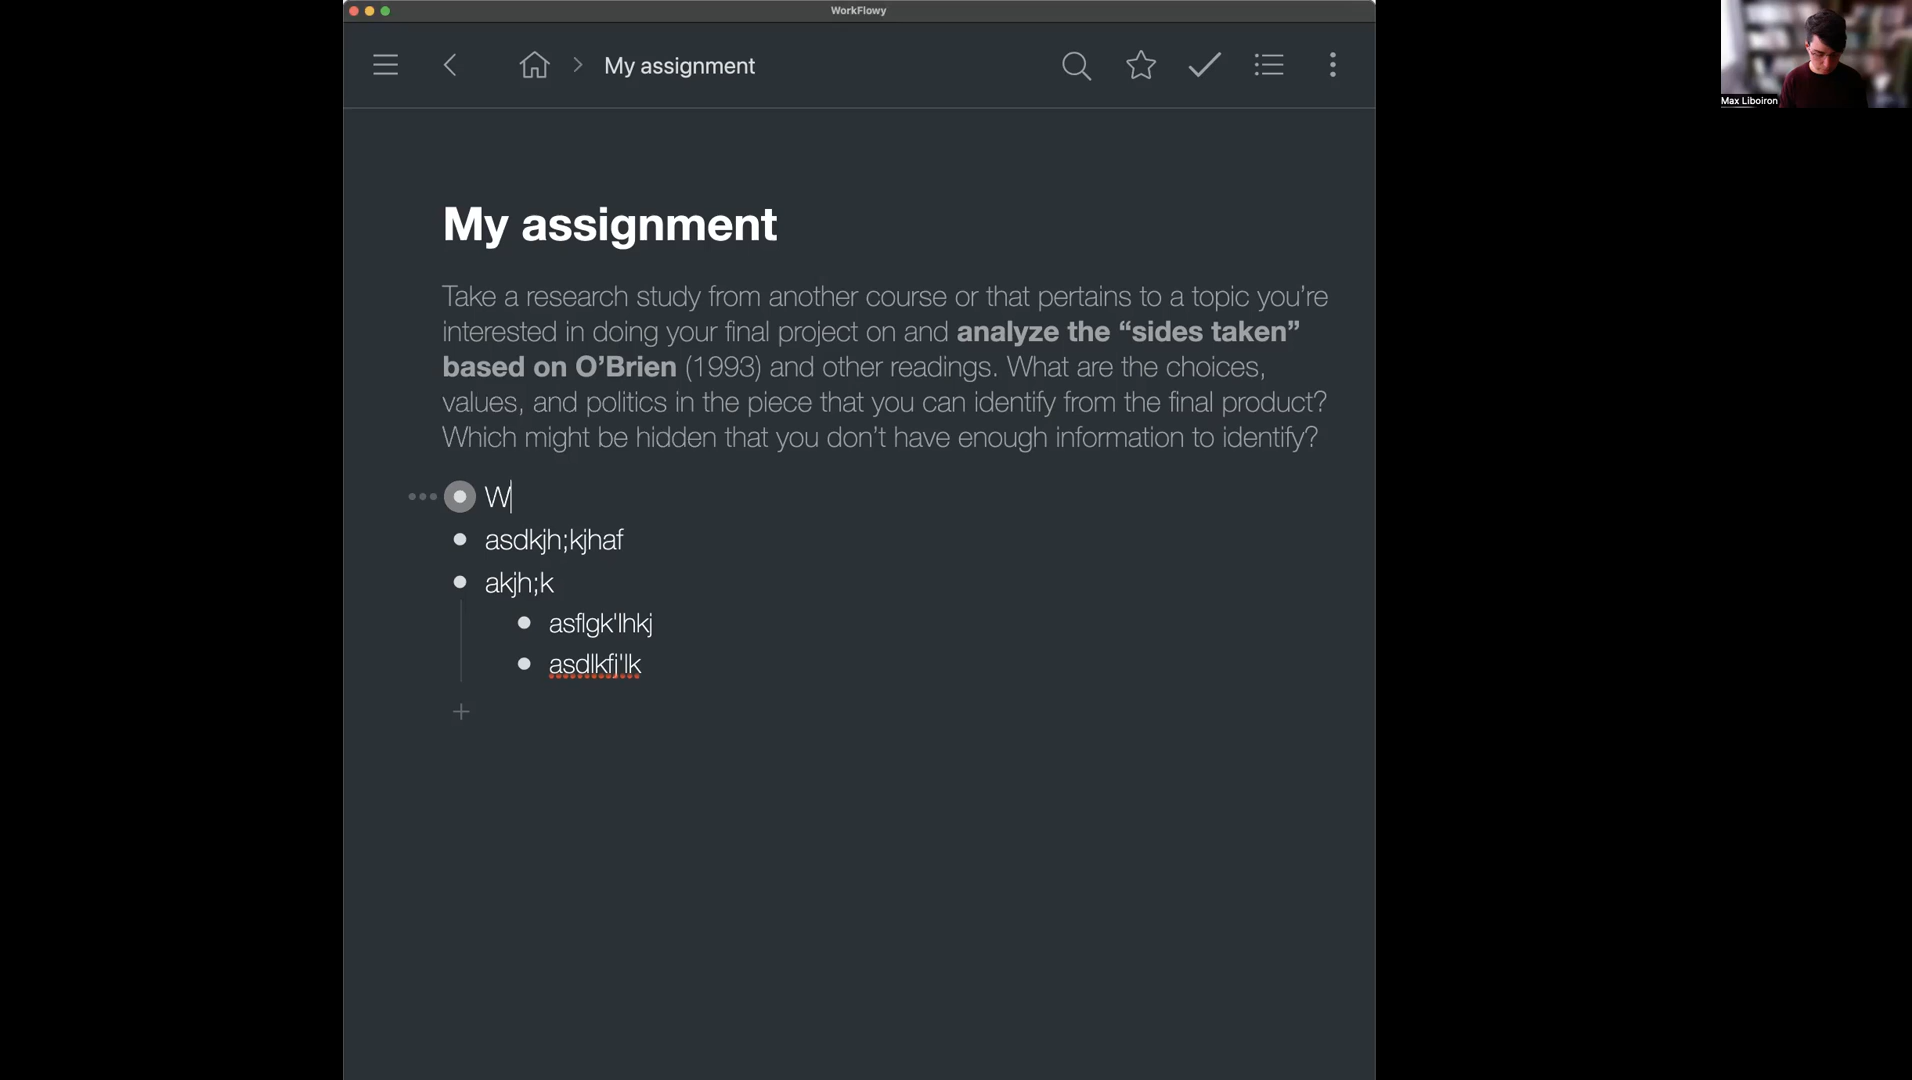 WorkFlowy
My assignment
Max Liboiron
My assignment
Take a research study from another course or that pertains to a topic you’re
interested in doing your final project on and analyze the “sides taken”
based on O’Brien (1993) and other readings. What are the choices,
values, and politics in the piece that you can identify from the final product?
Which might be hidden that you don’t have enough information to identify?
W
asdkjh;kjhaf
akjh;k
asflgk'lhkj
asdlkfj'lk